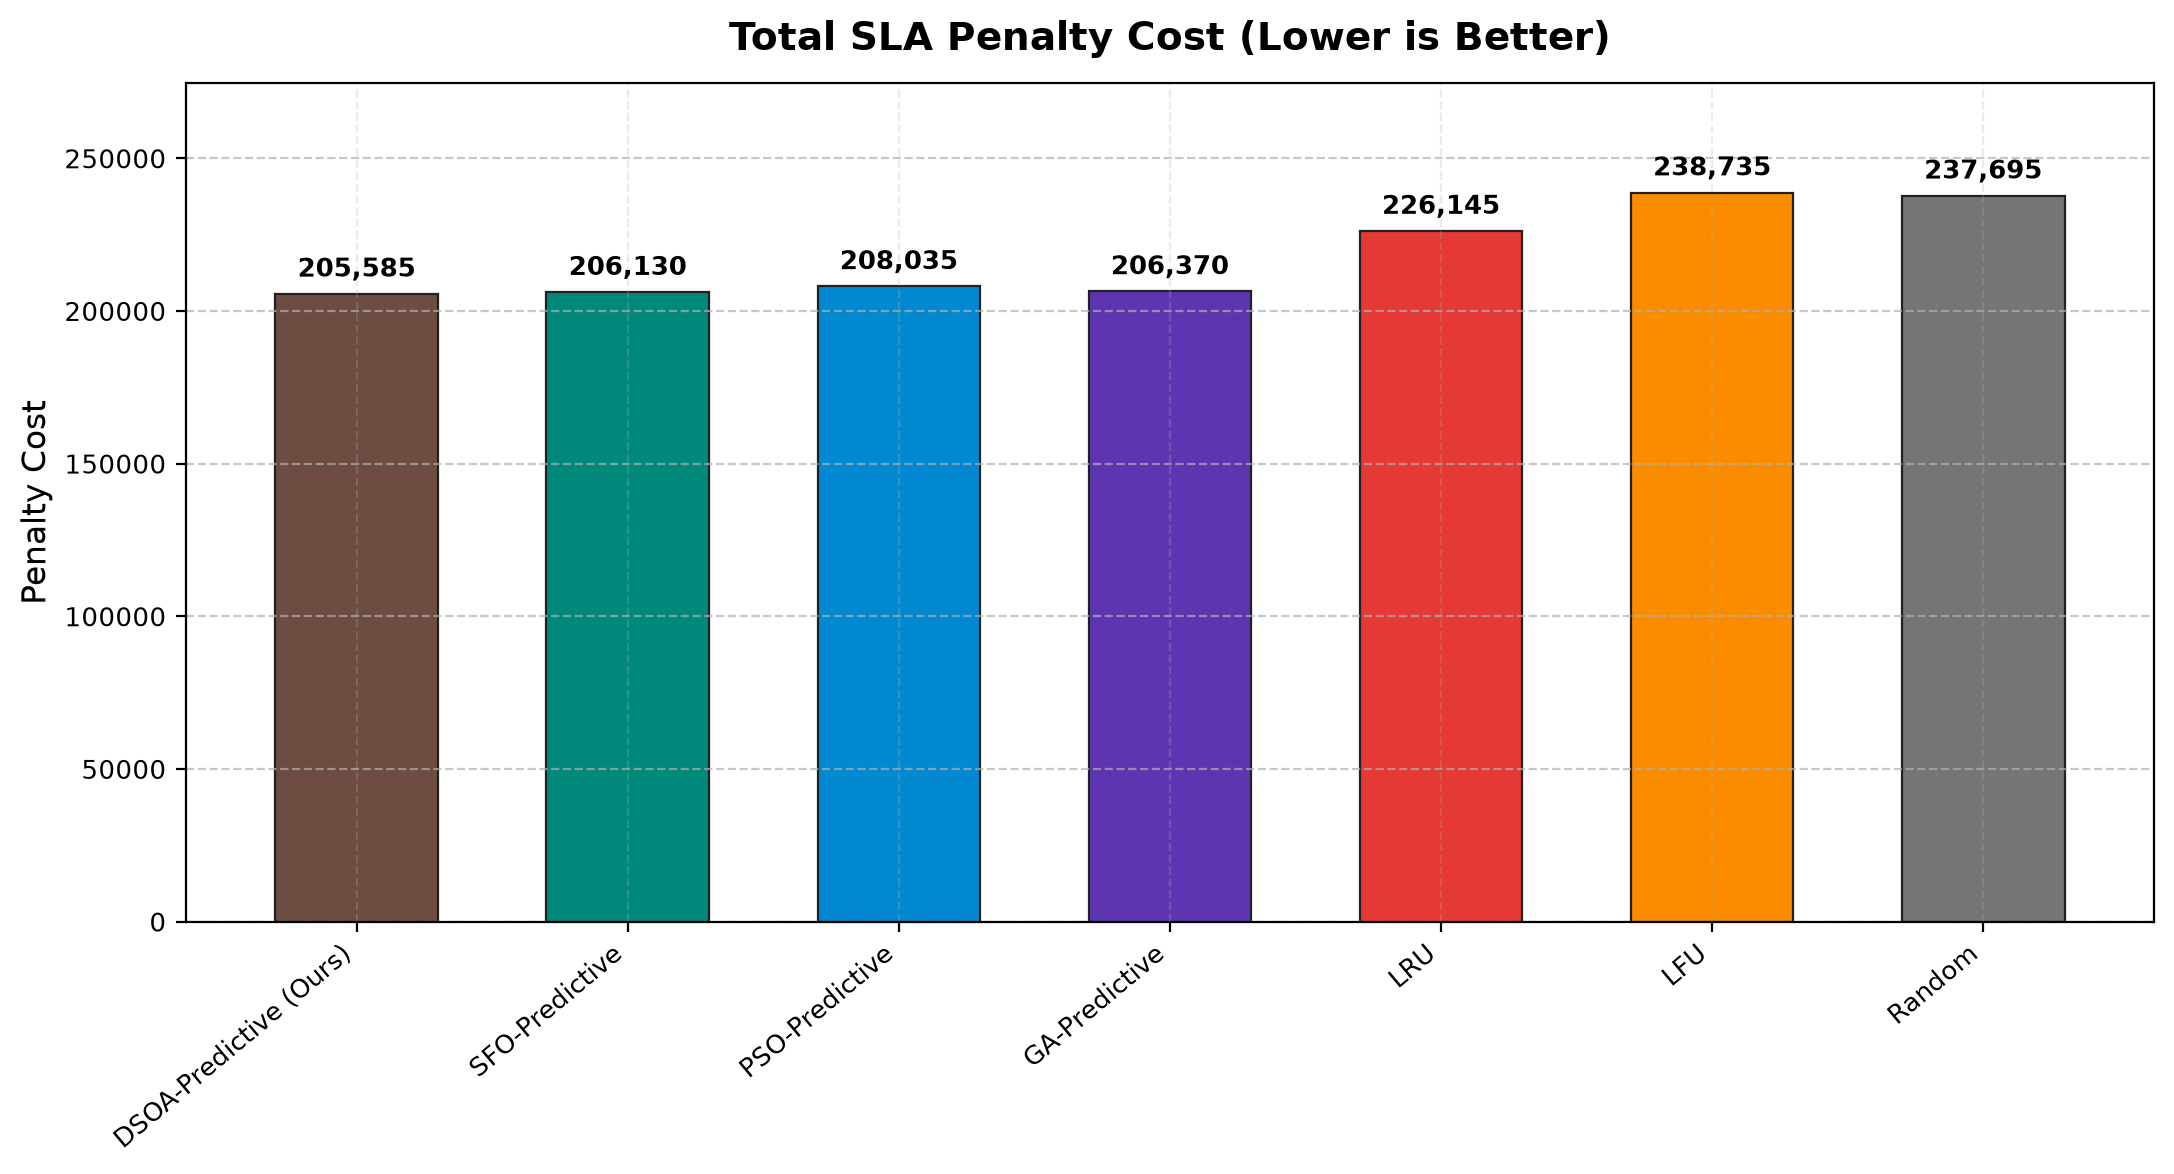 Total SLA Penalty Cost (Lower is Better)
Penalty Cost
250000
200000
150000
100000
50000
0
205,585
206,130
208,035
206,370
226,145
238,735
237,695
DSOA-Predictive (Ours)
SFO-Predictive
PSO-Predictive
GA-Predictive
LRU
LFU
Random